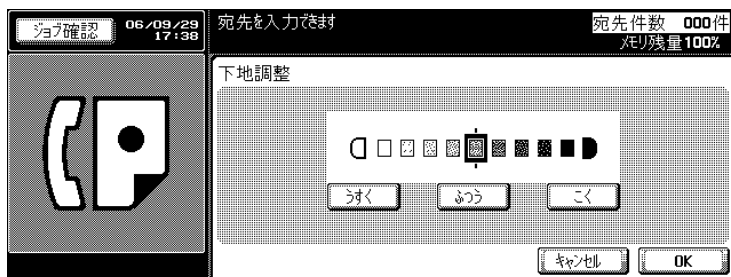 ジョブ確認
06/09/29
17:38
宛先を入力できます
宛先件数 000件
メモリ残量100%
下地調整
うすく
ふつう
こく
キャンセル
OK